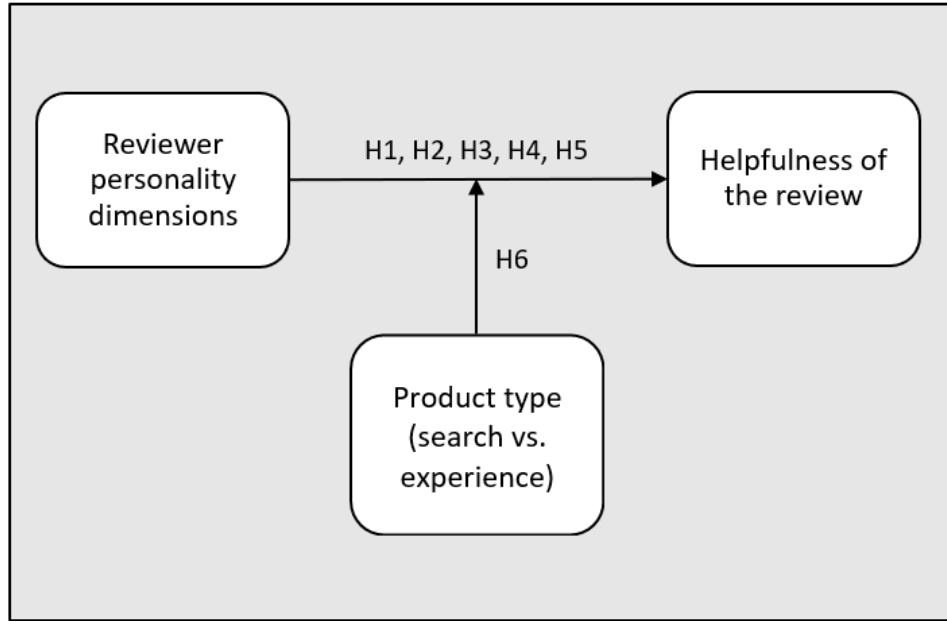 Reviewer
personality
dimensions
H1, H2, H3, H4, H5
Helpfulness of
the review
H6
Product type
(search vs.
experience)